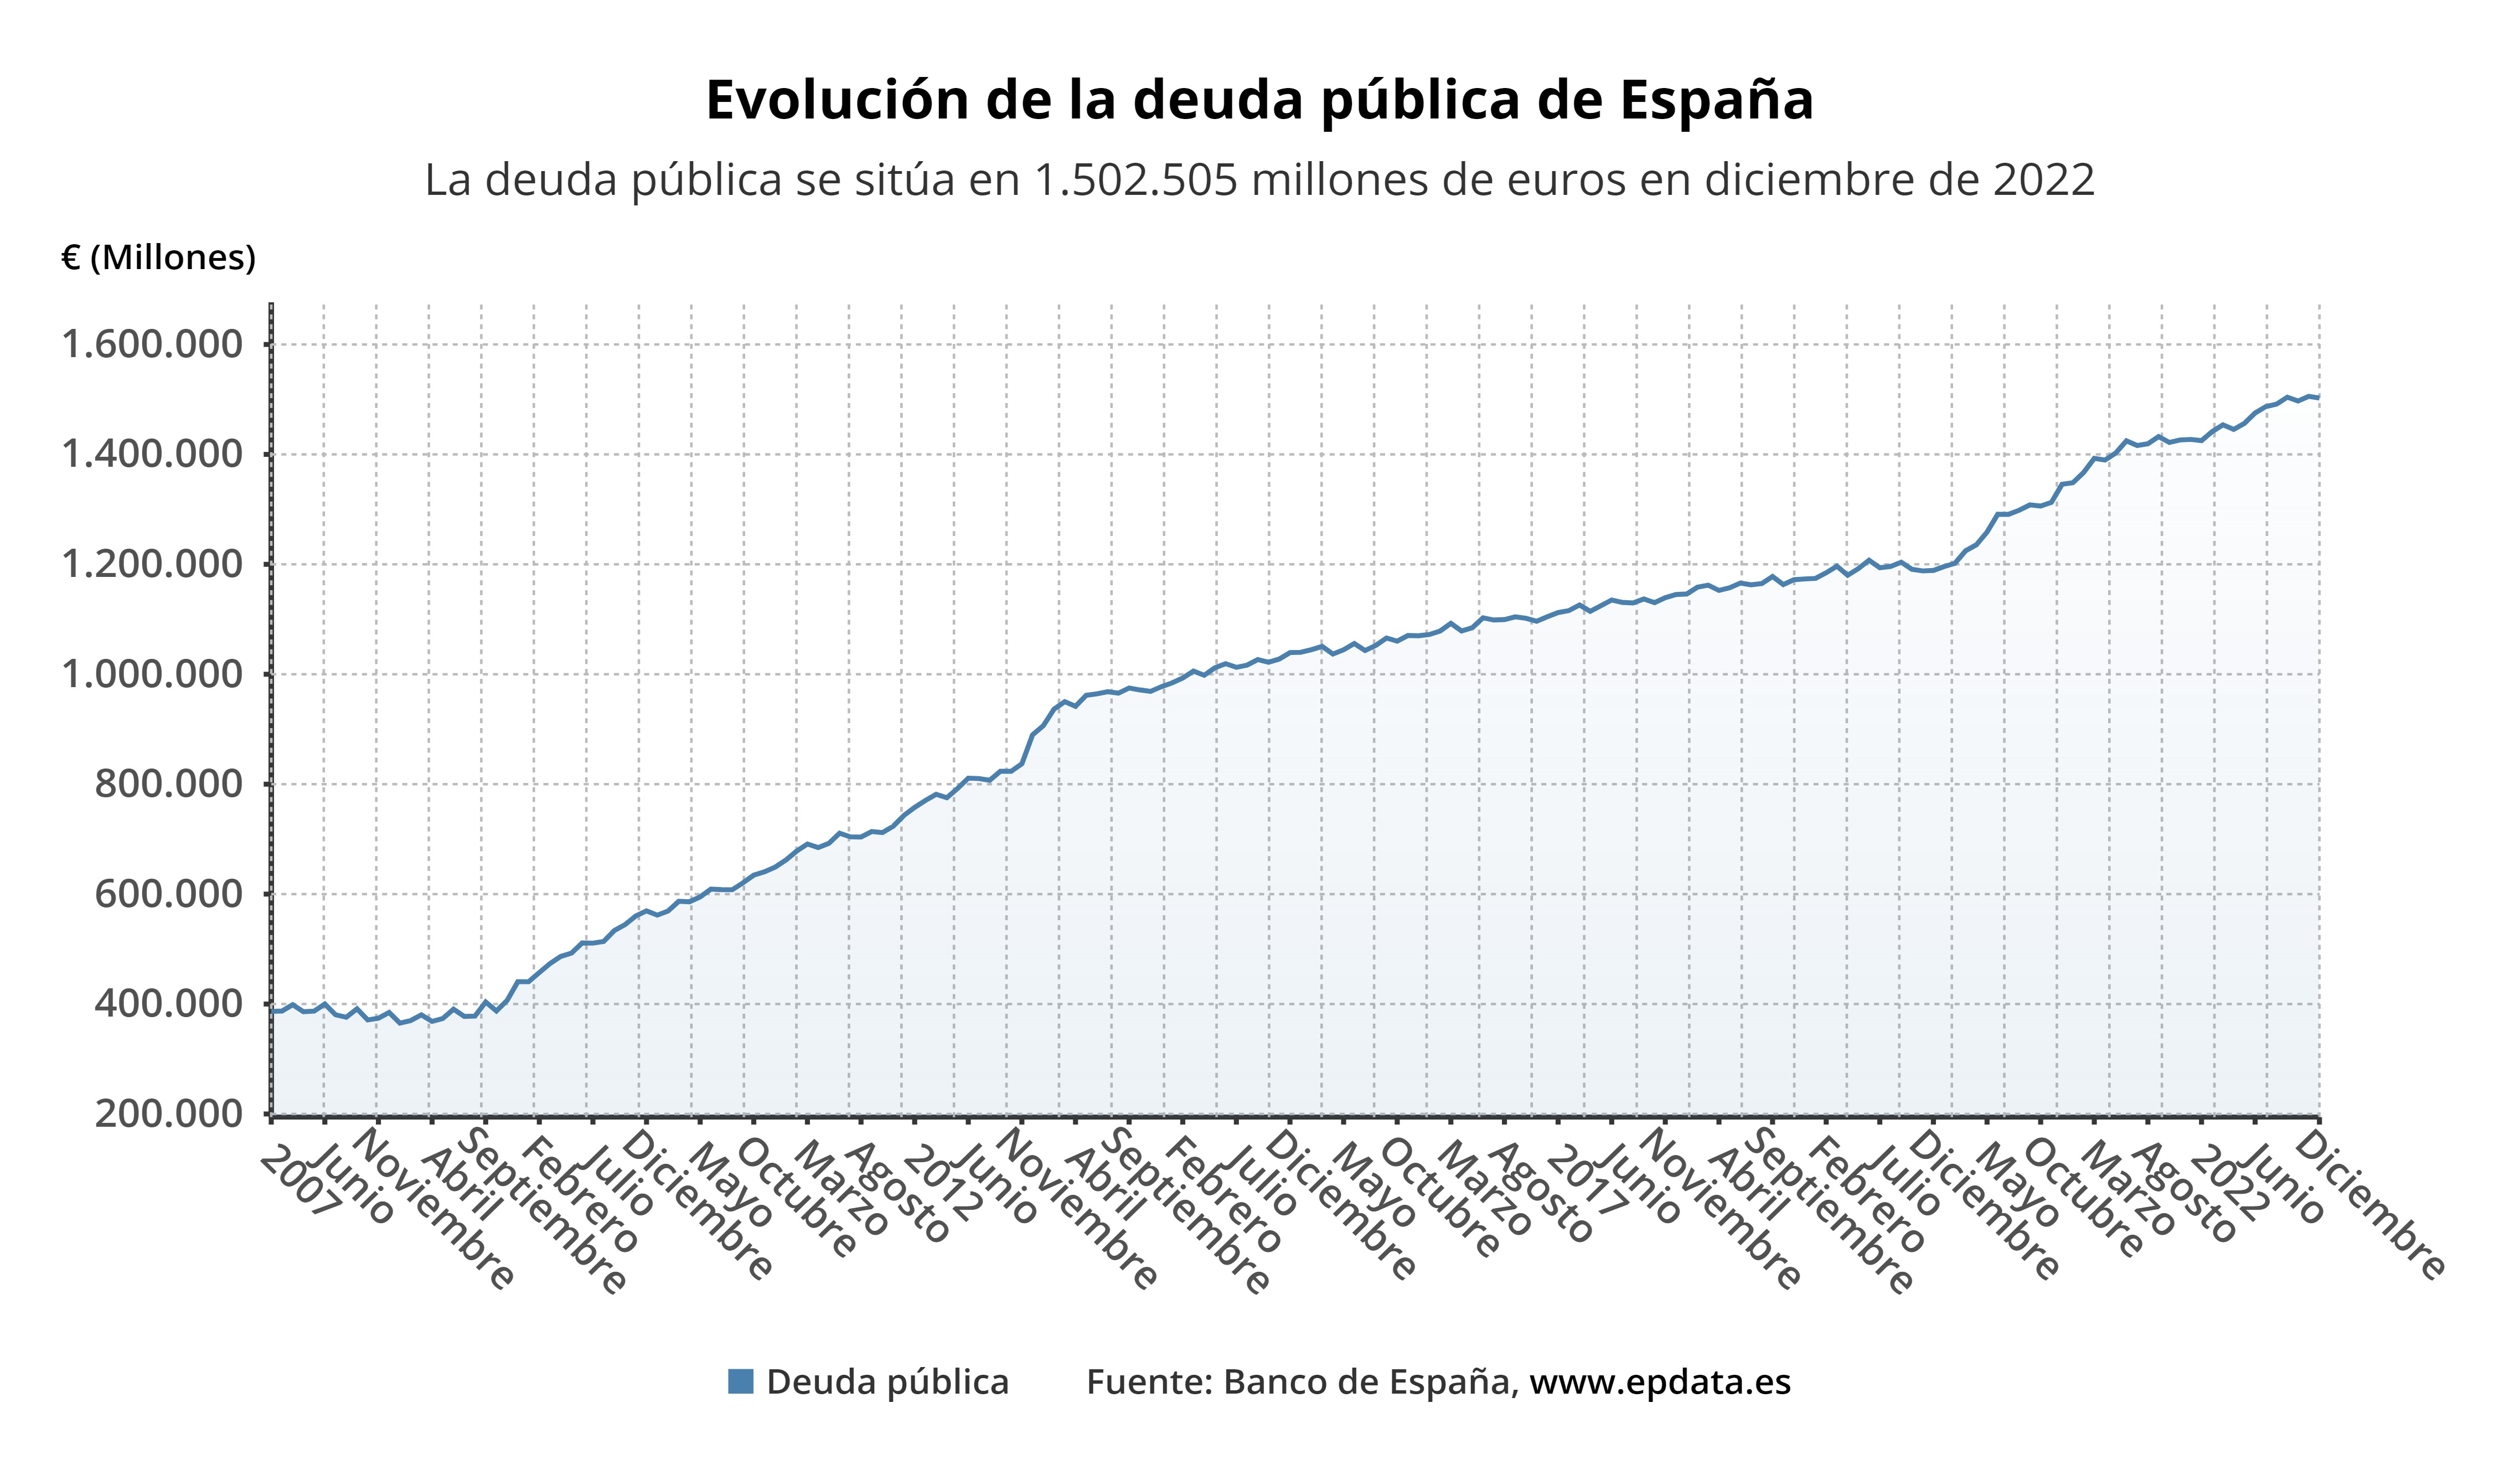 Evolución de la deuda pública de España
La deuda pública se sitúa en 1.502.505 millones de euros en diciembre de 2022
€ (Millones)
1.600.000
1.400.000
1.200.000
1.000.000
800.000
600.000
400.000
200.000
2007
Junio
Noviembre
Abril
Septiembre
Febrero
Julio
Diciembre
Mayo
Octubre
Marzo
Agosto
2012
Junio
Noviembre
Abril
Septiembre
Febrero
Julio
Diciembre
Mayo
Octubre
Marzo
Agosto
2017
Junio
Noviembre
Abril
Septiembre
Febrero
Julio
Diciembre
Mayo
Octubre
Marzo
Agosto
2022
Junio
Diciembre
Deuda pública
Fuente: Banco de España, www.epdata.es